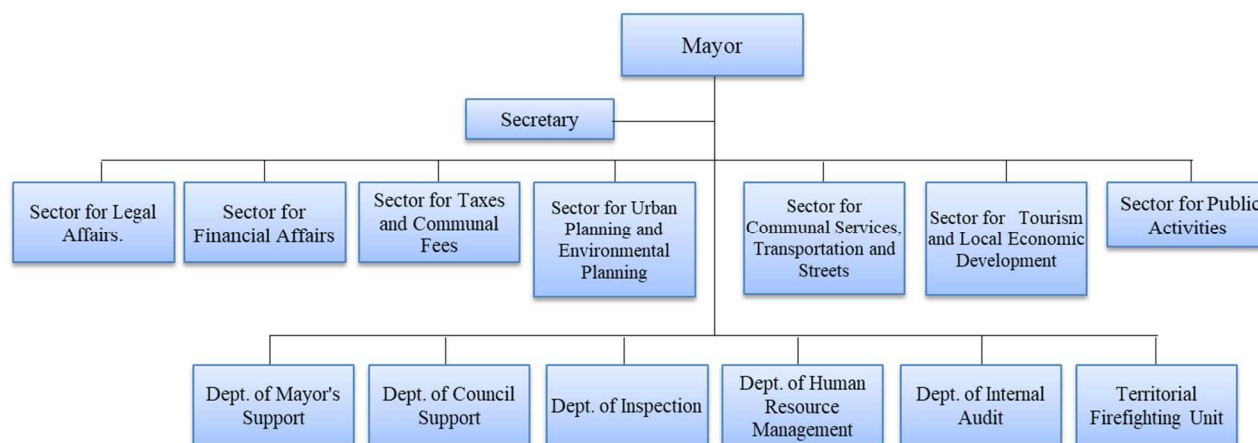 Mayor
Secretary
Sector for Legal
Affairs.
Sector for
Financial Affairs
Sector for Taxes
and Communal
Fees
Sector for Urban
Planning and
Environmental
Planning
Sector for
Communal Services,
Transportation and
Streets
Sector for Tourism
and Local Economic
Development
Sector for Public
Activities
Dept. of Mayor's
Support
Dept. of Council
Support
Dept. of Inspection
Dept. of Human
Resource
Management
Dept. of Internal
Audit
Territorial
Firefighting Unit